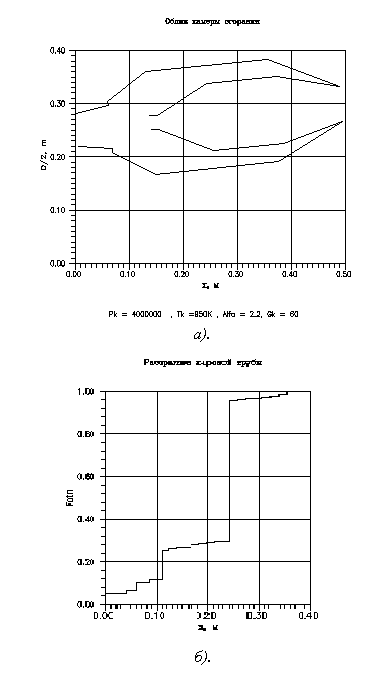 Облик камеры сгорания
0.40
0.30
D/2, m
0.20
0.10
0.00
0.00 0.10 0.20 0.30 0.40 0.50
x, м
Pk = 4000000 , Tk =850K , Alfa = 2.2, Gk = 60
а).
Раскрытие жаровой трубы
1.00
0.80
0.60
0.40
0.20
0.00
0.00 0.10 0.20 0.30 0.40
x, м
б).